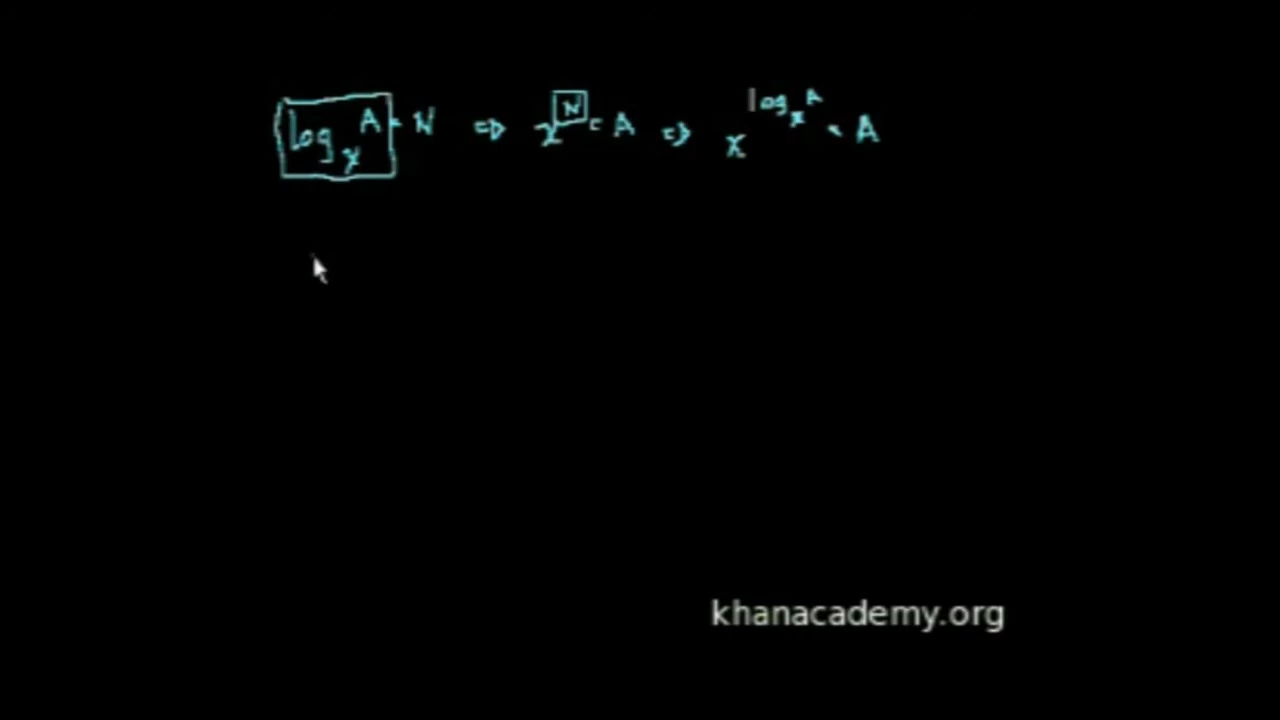 log_x A = N ⇒ x^N = A ⇒ x^(log_x A) = A
khanacademy.org